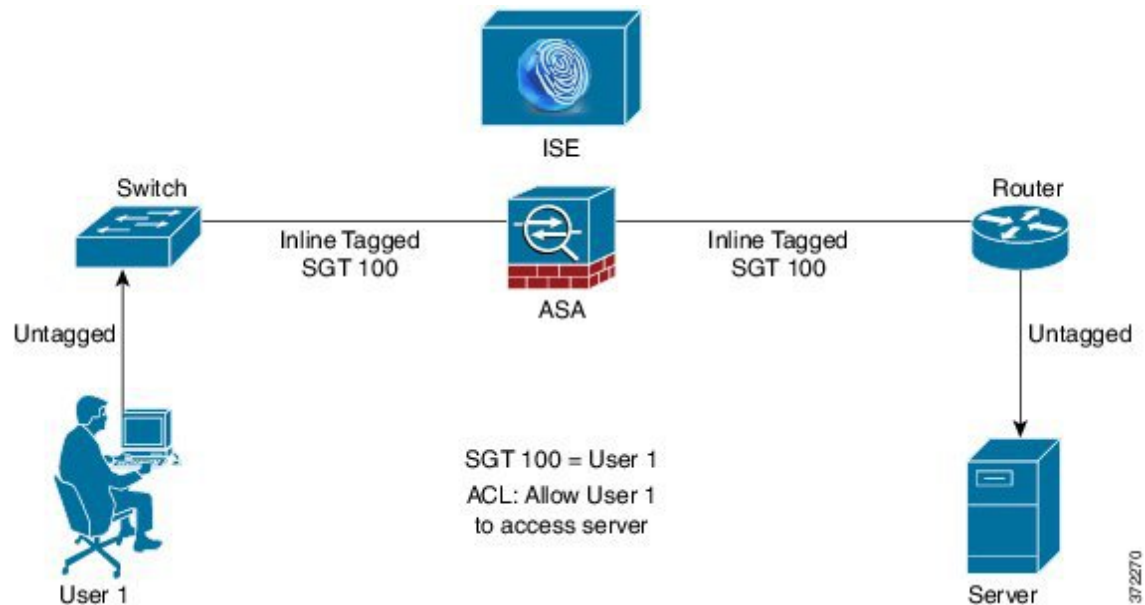 ISE
Switch
Router
Inline Tagged
SGT 100
Inline Tagged
SGT 100
ASA
Untagged
Untagged
SGT 100 = User 1
ACL: Allow User 1
to access server
User 1
Server
372270